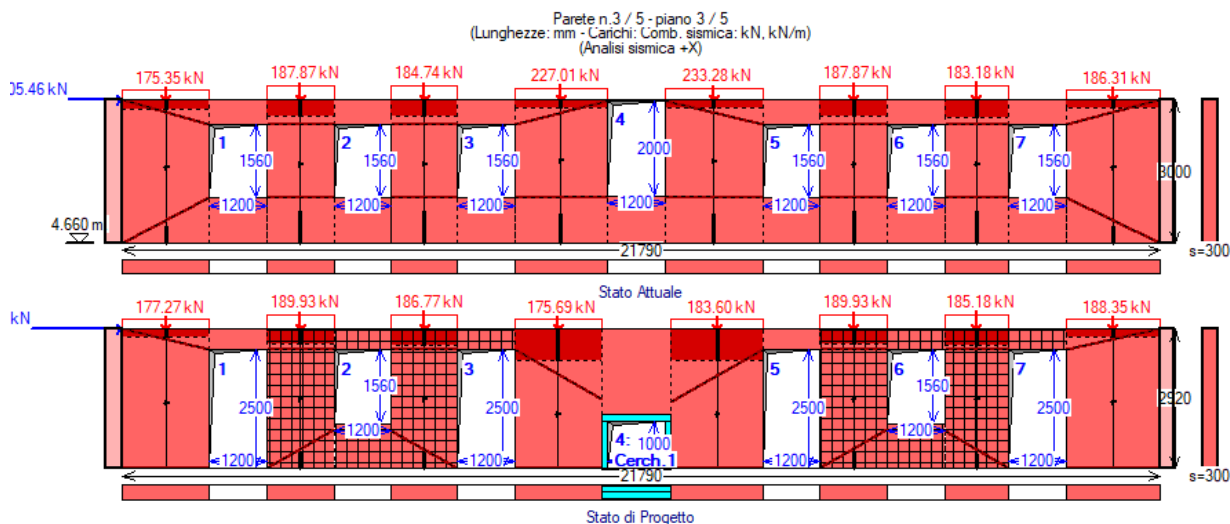 Parete n.3 / 5 - piano 3 / 5
(Lunghezze: mm - Carichi: Comb. sismica: kN, kN/m)
(Analisi sismica +X)
175.35 kN 187.87 kN 184.74 kN 227.01 kN 233.28 kN 187.87 kN 183.18 kN 186.31 kN
05.46 kN
1 2 3 4 5 6 7
1560 1560 1560 2000 1560 1560 1560
3000
1200 1200 1200 1200 1200 1200 1200
4.660 m
21790
s=300
Stato Attuale
177.27 kN 189.93 kN 186.77 kN 175.69 kN 183.60 kN 189.93 kN 185.18 kN 188.35 kN
kN
1 2 3 5 6 7
2500 1560 2500 2500 1560 2500
2920
1200 1200 1200 4: 1000 1200 1200 1200
Cerch.1
21790
s=300
Stato di Progetto